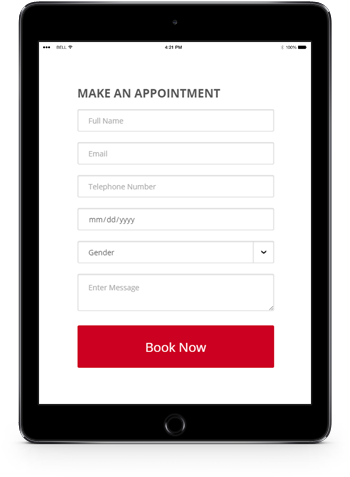 BELL 4:21 PM 100%
MAKE AN APPOINTMENT
Full Name
Email
Telephone Number
mm/dd/yyyy
Gender
Enter Message
Book Now